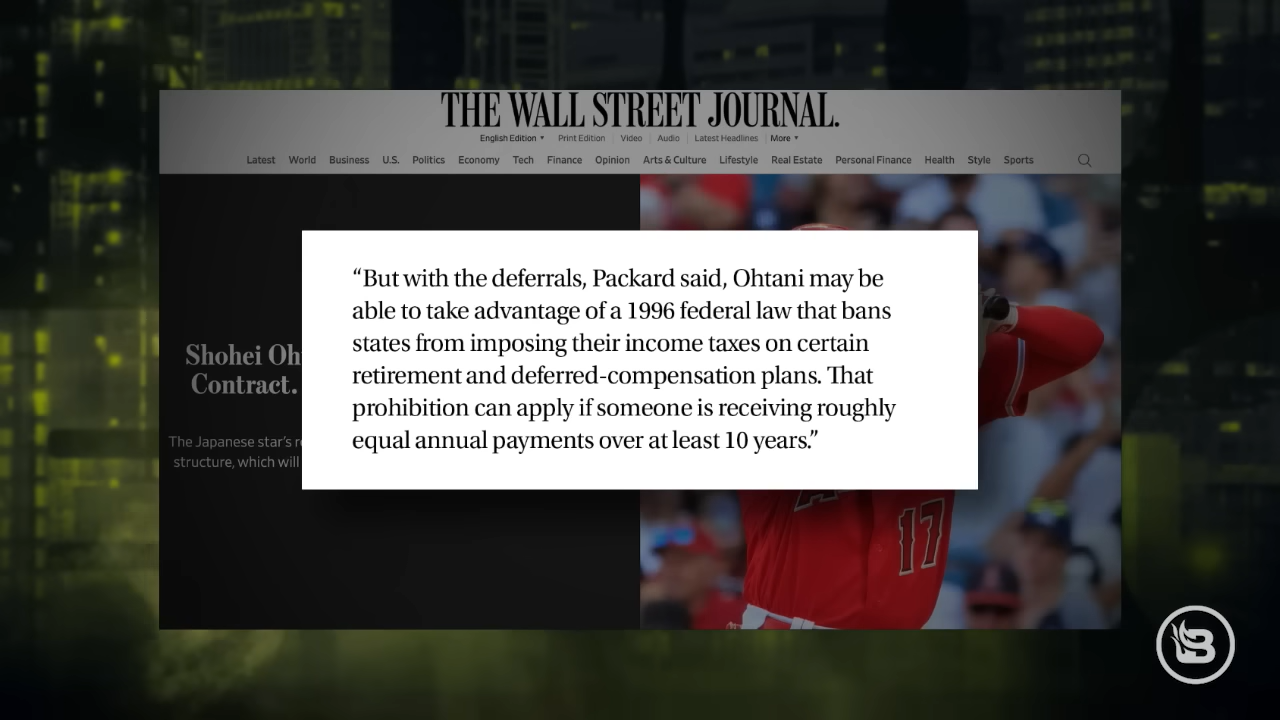 THE WALL STREET JOURNAL.
English Edition Print Edition Video Audio Latest Headlines More
Latest World Business U.S. Politics Economy Tech Finance Opinion Arts & Culture Lifestyle Real Estate Personal Finance Health Style Sports
“But with the deferrals, Packard said, Ohtani may be
able to take advantage of a 1996 federal law that bans
states from imposing their income taxes on certain
retirement and deferred-compensation plans. That
prohibition can apply if someone is receiving roughly
equal annual payments over at least 10 years.”
Shohei Oh
Contract.
The Japanese star’s
structure, which will
17
B